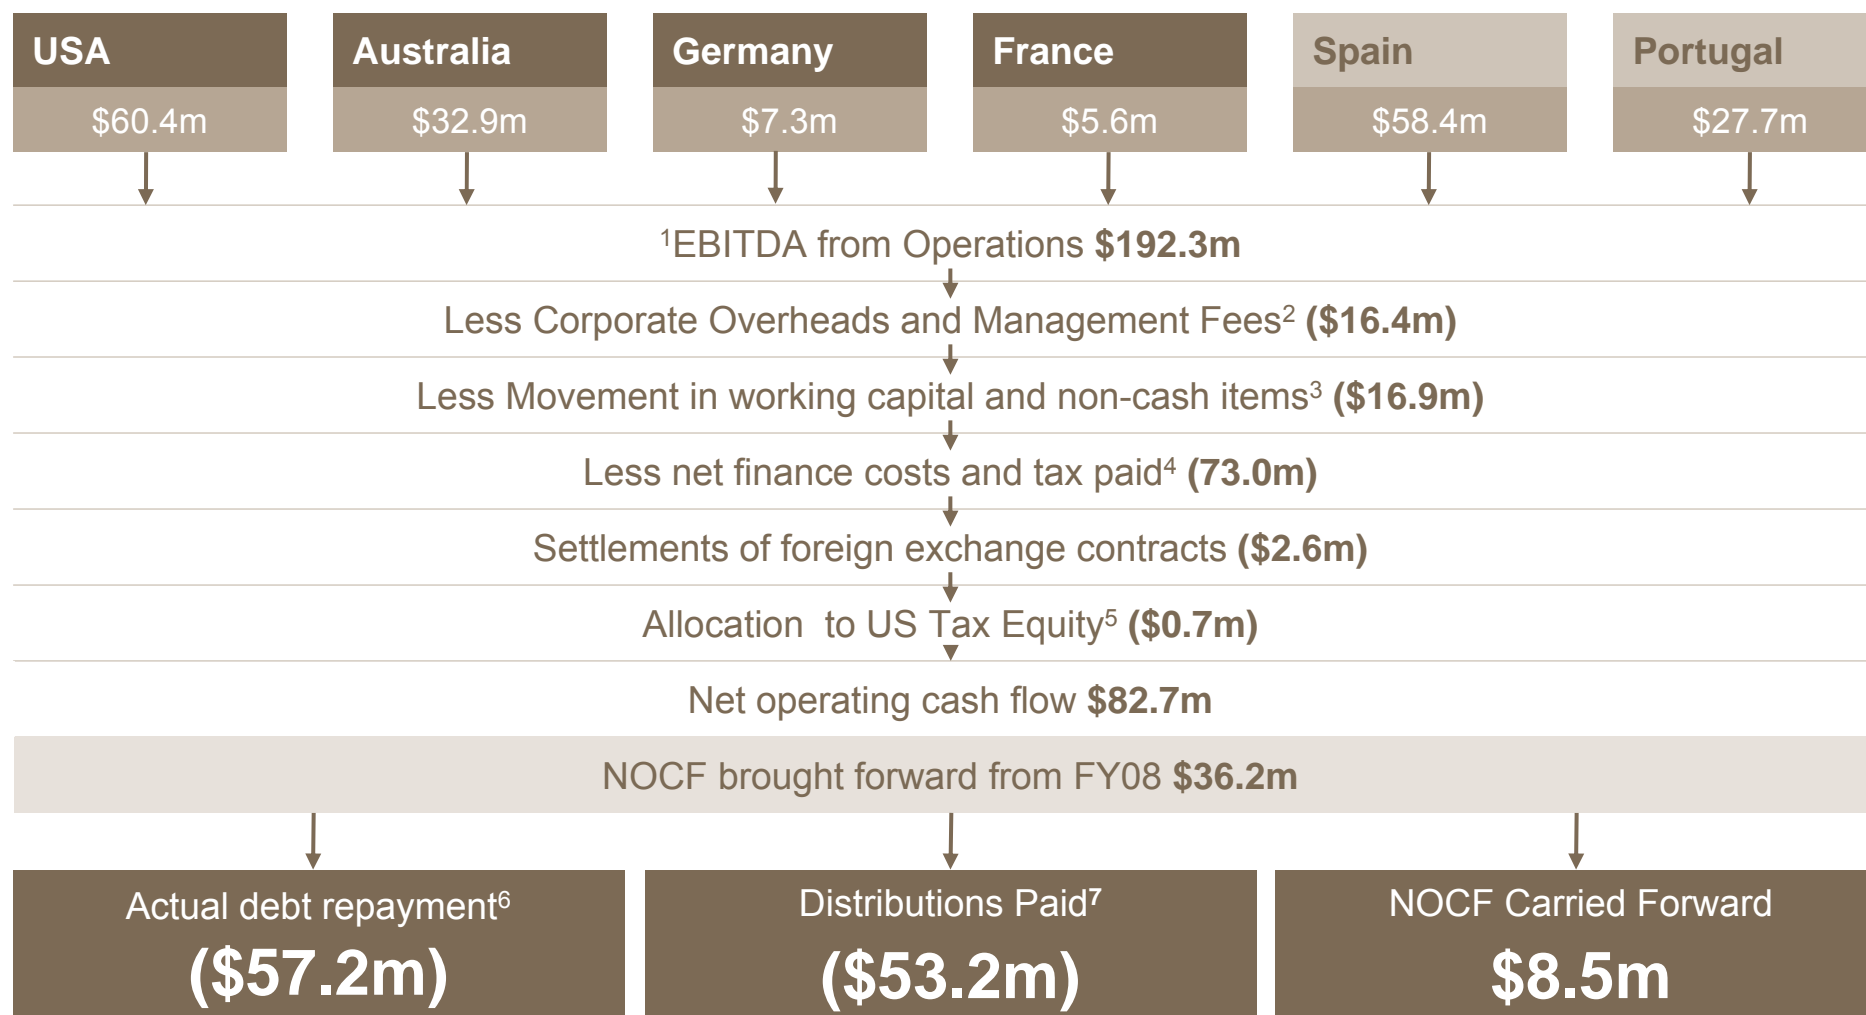 USA Australia Germany France Spain Portugal
$60.4m $32.9m $7.3m $5.6m $58.4m $27.7m
¹EBITDA from Operations $192.3m
Less Corporate Overheads and Management Fees² ($16.4m)
Less Movement in working capital and non-cash items³ ($16.9m)
Less net finance costs and tax paid⁴ (73.0m)
Settlements of foreign exchange contracts ($2.6m)
Allocation to US Tax Equity⁵ ($0.7m)
Net operating cash flow $82.7m
NOCF brought forward from FY08 $36.2m
Actual debt repayment⁶ Distributions Paid⁷ NOCF Carried Forward
($57.2m) ($53.2m) $8.5m